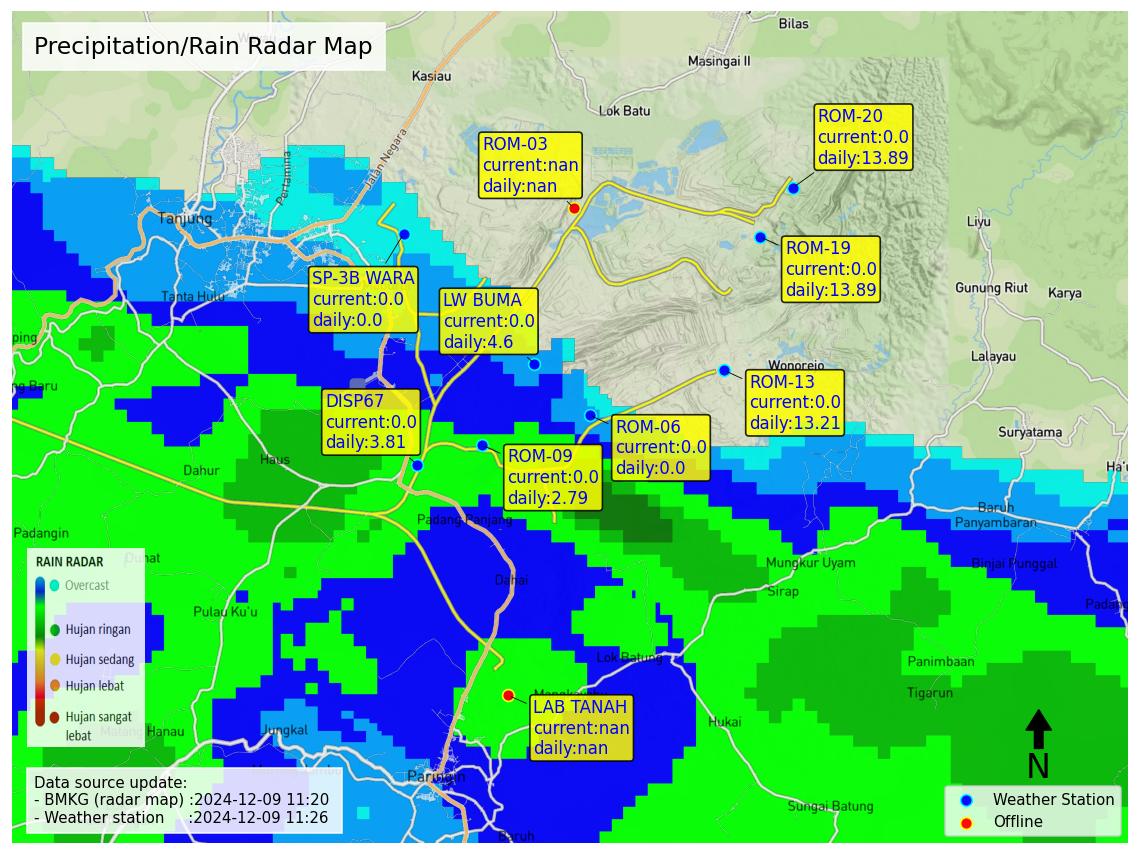 Precipitation/Rain Radar Map
Bilas
Masingai II
Kasiau
Lok Batu
Jalan Negara
Pertamina
Tanjung
ROM-20
current:0.0
daily:13.89
ROM-03
current:nan
daily:nan
Liyu
ROM-19
current:0.0
daily:13.89
SP-3B WARA
current:0.0
daily:0.0
LW BUMA
current:0.0
daily:4.6
Tanta Hulu
Gunung Riut
Karya
Lalayau
Wonorejo
ROM-13
current:0.0
daily:13.21
DISP67
current:0.0
daily:3.81
ROM-06
current:0.0
daily:0.0
ROM-09
current:0.0
daily:2.79
ping
ng Baru
Suryatama
Ha'u
Haus
Dahur
Padangin
Padang Panjang
Baruh
Panyambaran
Binjai Punggal
Mungkur Uyam
Sirap
Dahai
Padang
Pulau Ku'u
Lok Batung
Panimbaan
Tigarun
Hukai
LAB TANAH
current:nan
daily:nan
Jungkal
Paringin
Sungai Batung
Baruh
RAIN RADAR
Overcast
Hujan ringan
Hujan sedang
Hujan lebat
Hujan sangat
lebat
Manau
Data source update:
- BMKG (radar map) :2024-12-09 11:20
- Weather station :2024-12-09 11:26
N
Weather Station
Offline